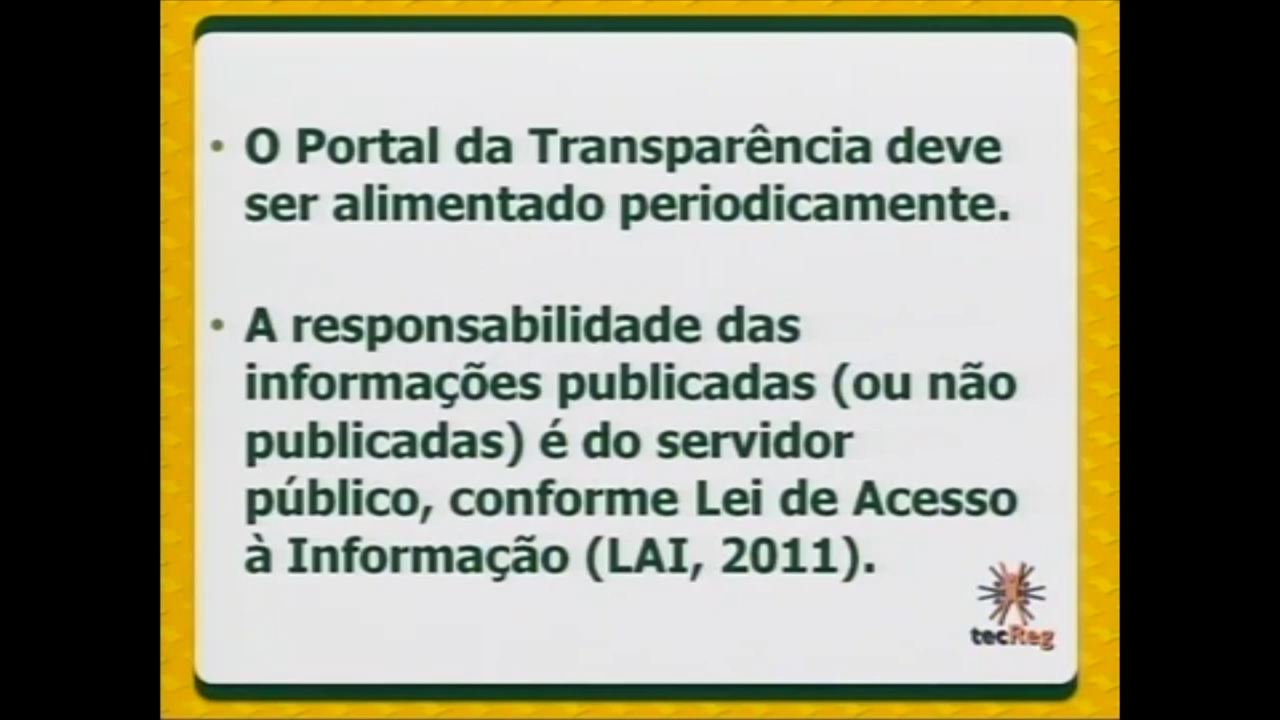 • O Portal da Transparência deve
ser alimentado periodicamente.
• A responsabilidade das
informações publicadas (ou não
publicadas) é do servidor
público, conforme Lei de Acesso
à Informação (LAI, 2011).
tecReg